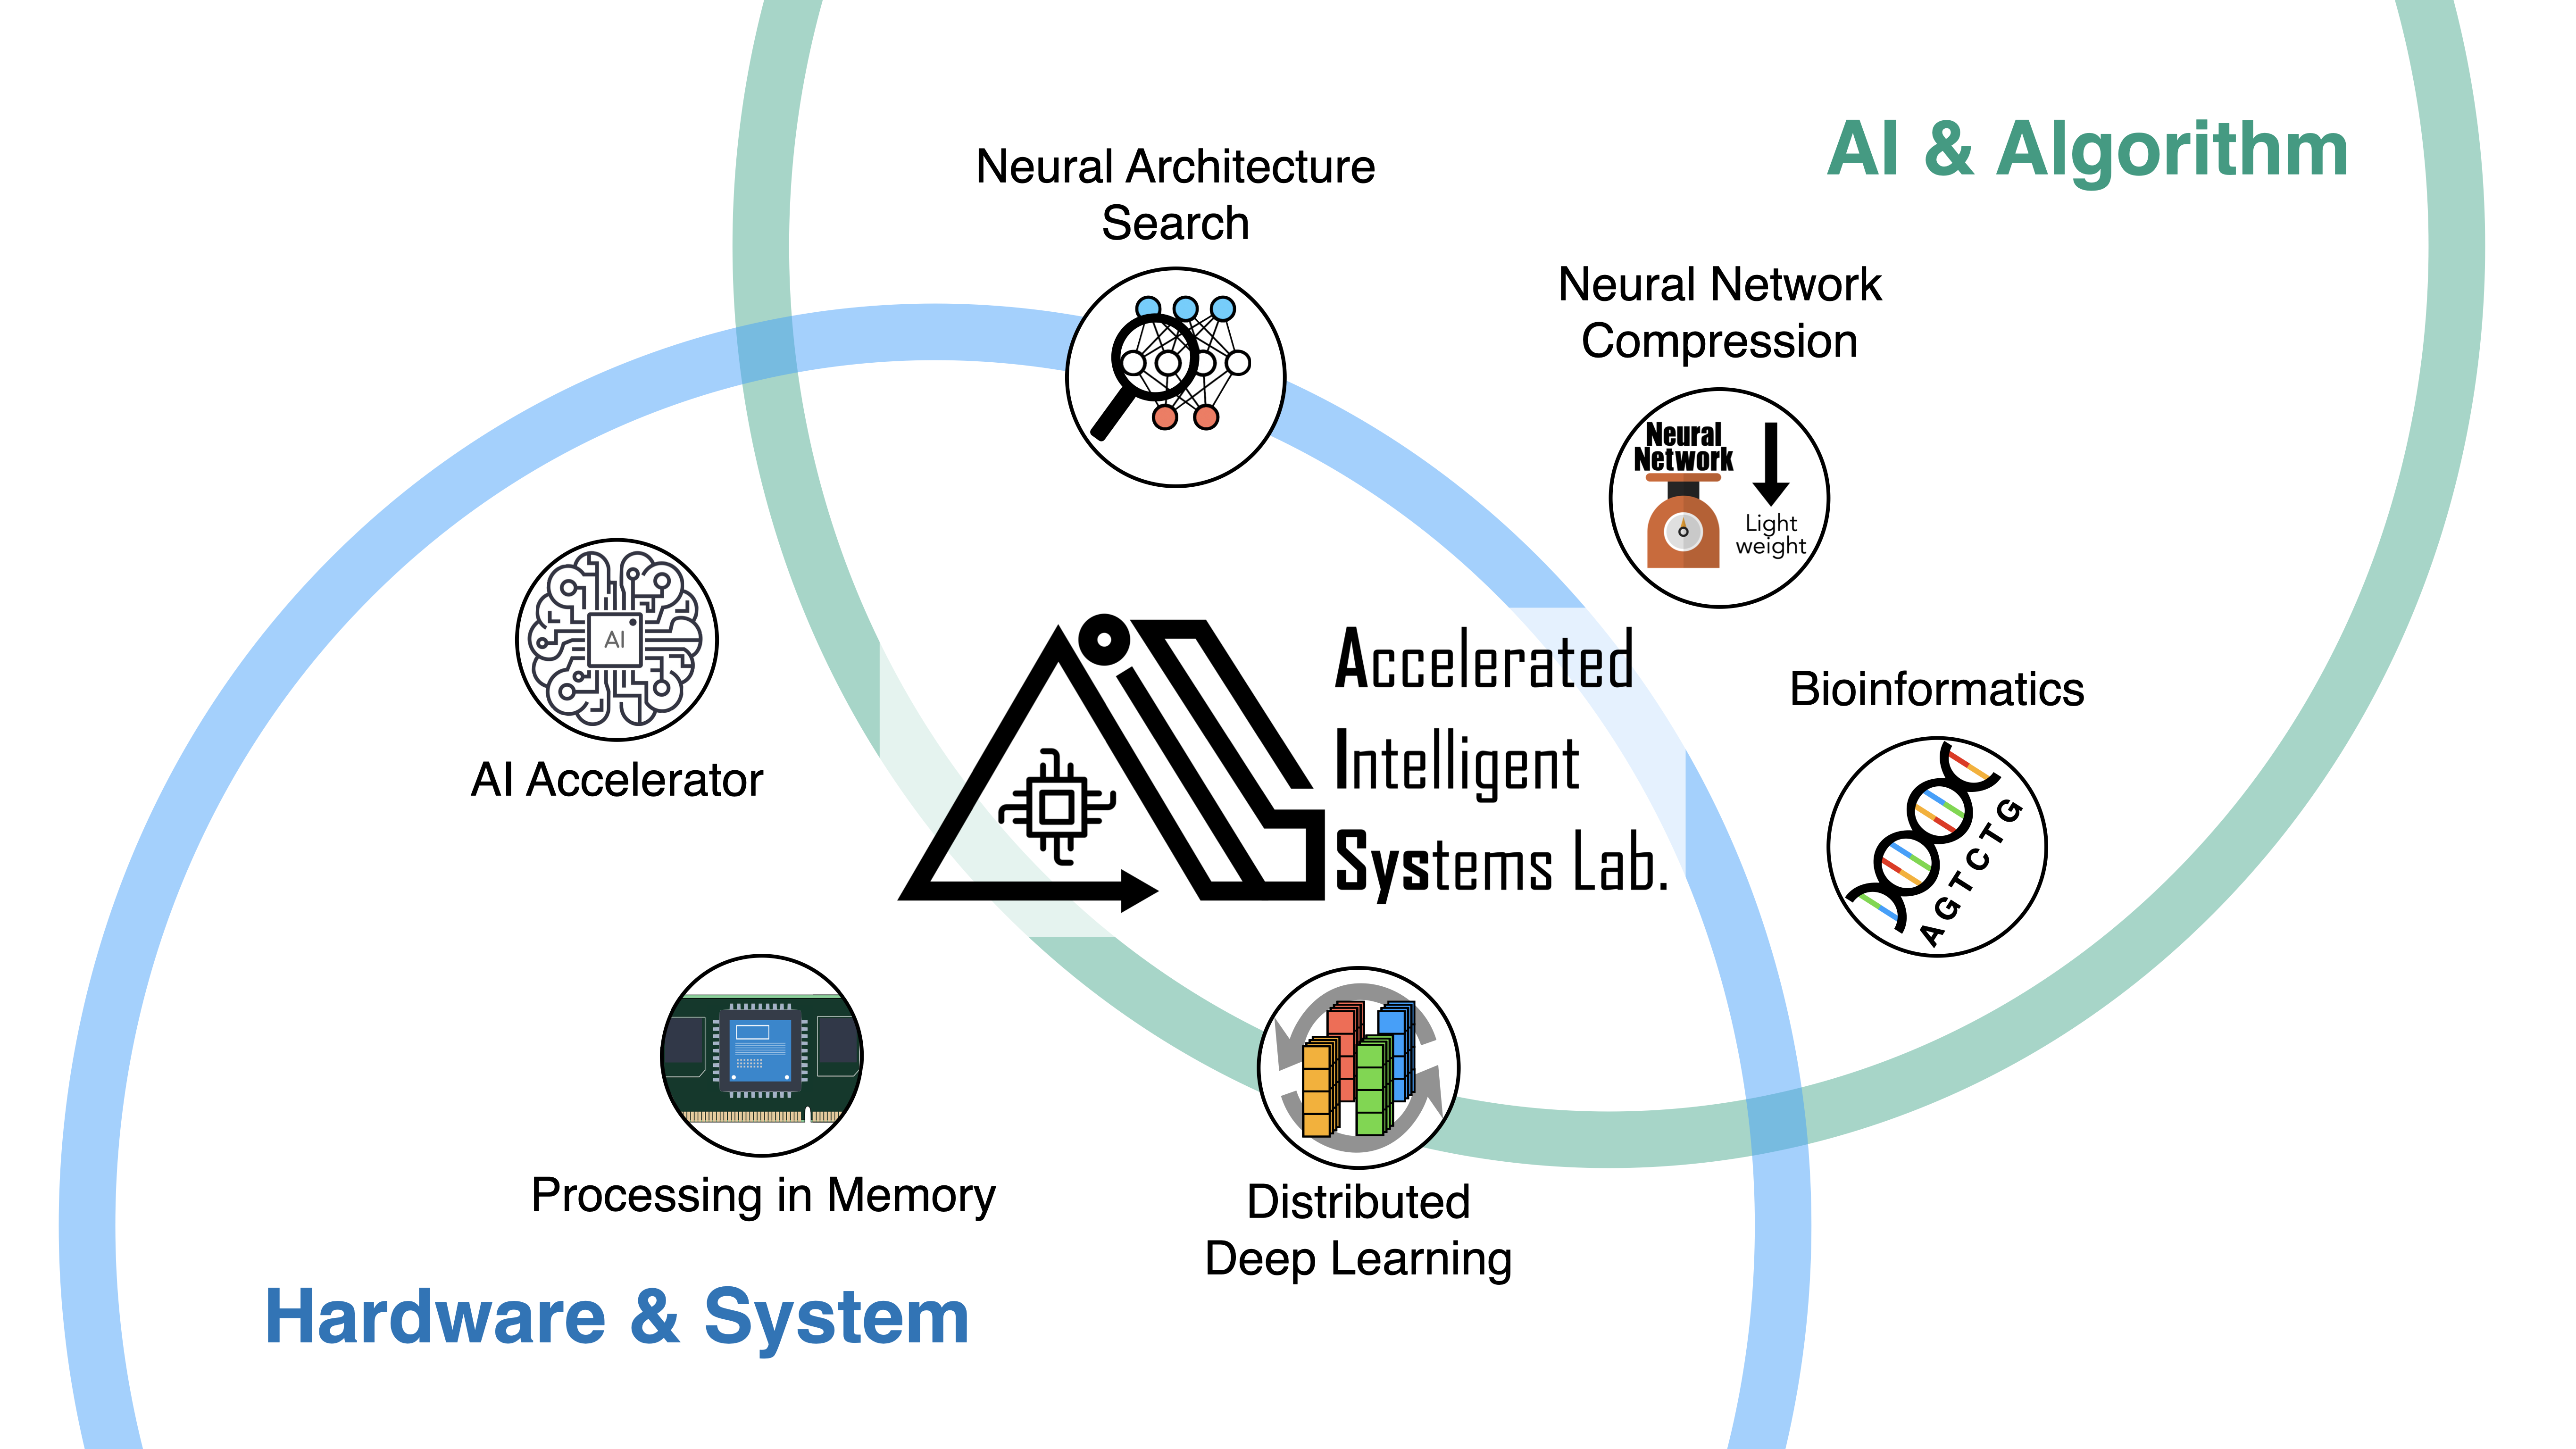 AI & Algorithm
Neural Architecture
Search
Neural Network
Compression
Neural
Network
Light
weight
AI
AI Accelerator
Accelerated
Intelligent
Systems Lab.
Bioinformatics
AGTCTG
Processing in Memory
Distributed
Deep Learning
Hardware & System